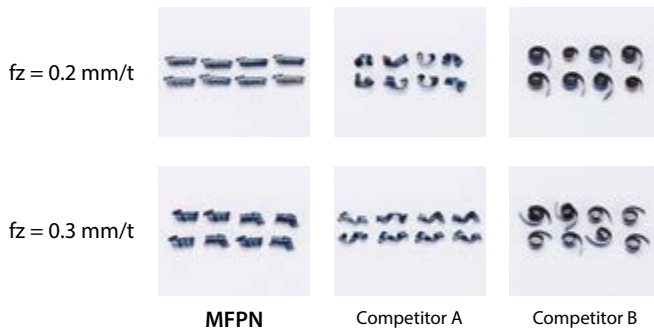 fz = 0.2 mm/t
fz = 0.3 mm/t
MFPN
Competitor A
Competitor B